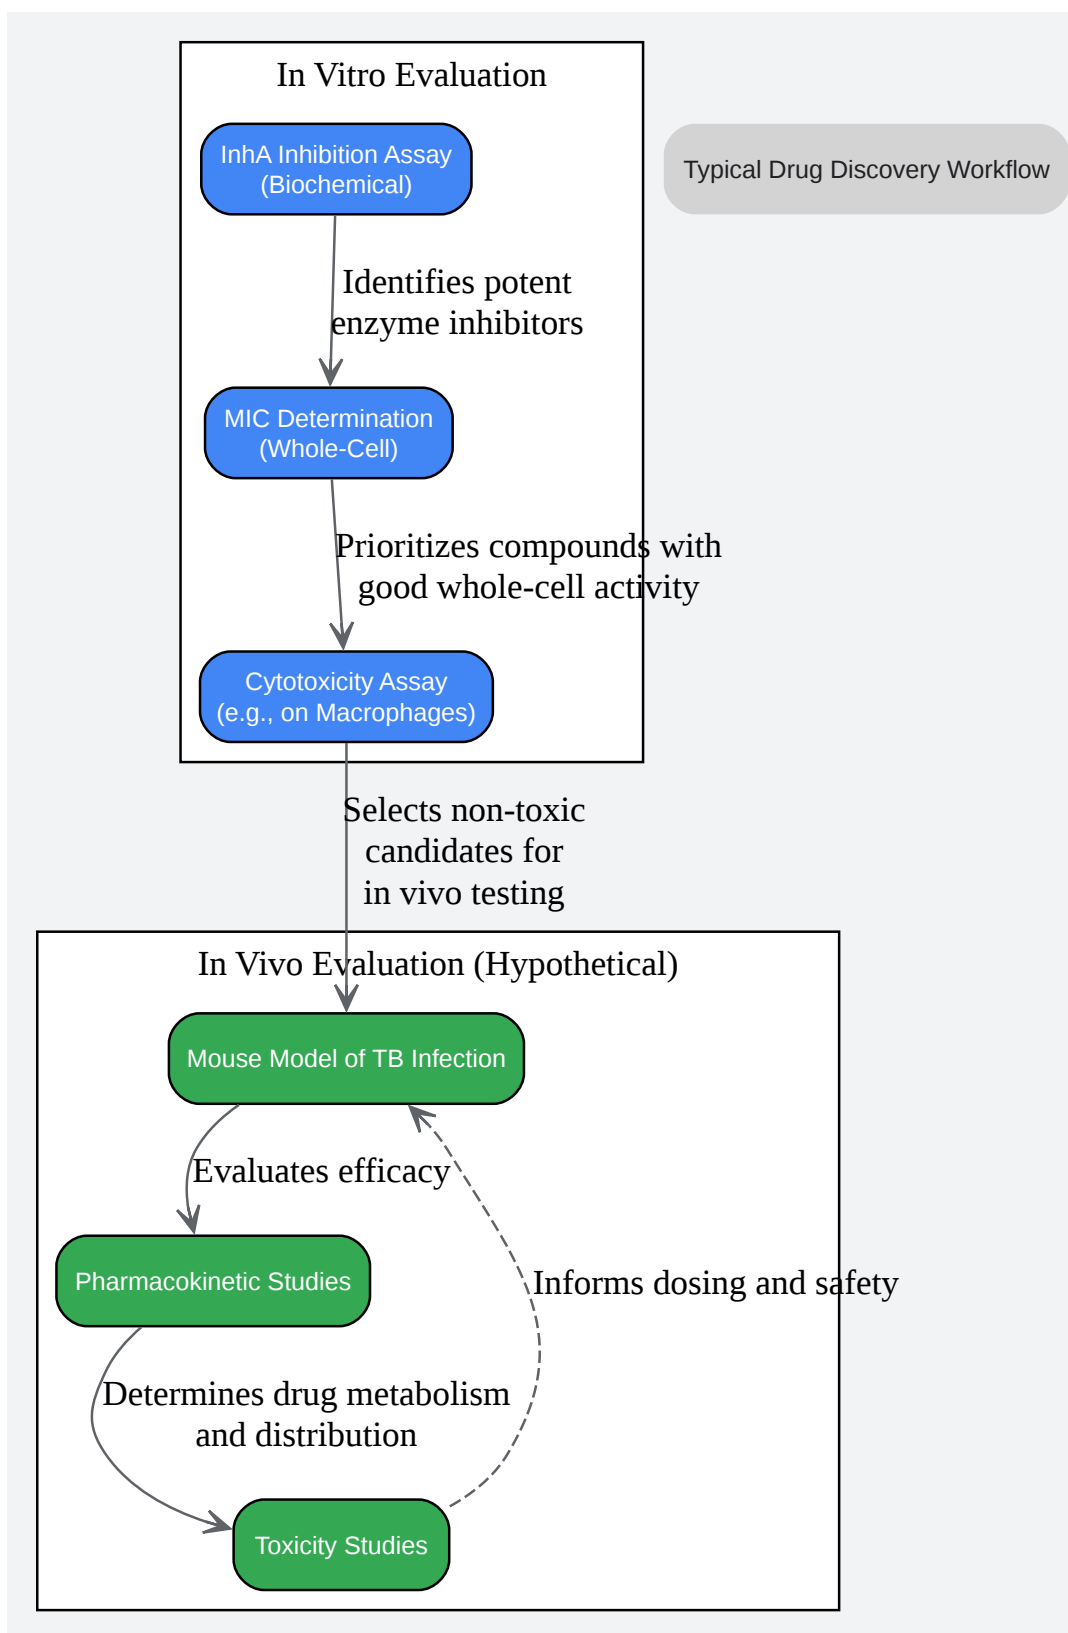 In Vitro Evaluation
InhA Inhibition Assay
(Biochemical)
Typical Drug Discovery Workflow
Identifies potent
enzyme inhibitors
MIC Determination
(Whole-Cell)
Prioritizes compounds with
good whole-cell activity
Cytotoxicity Assay
(e.g., on Macrophages)
Selects non-toxic
candidates for
in vivo testing
In Vivo Evaluation (Hypothetical)
Mouse Model of TB Infection
Evaluates efficacy
Pharmacokinetic Studies
Informs dosing and safety
Determines drug metabolism
and distribution
Toxicity Studies